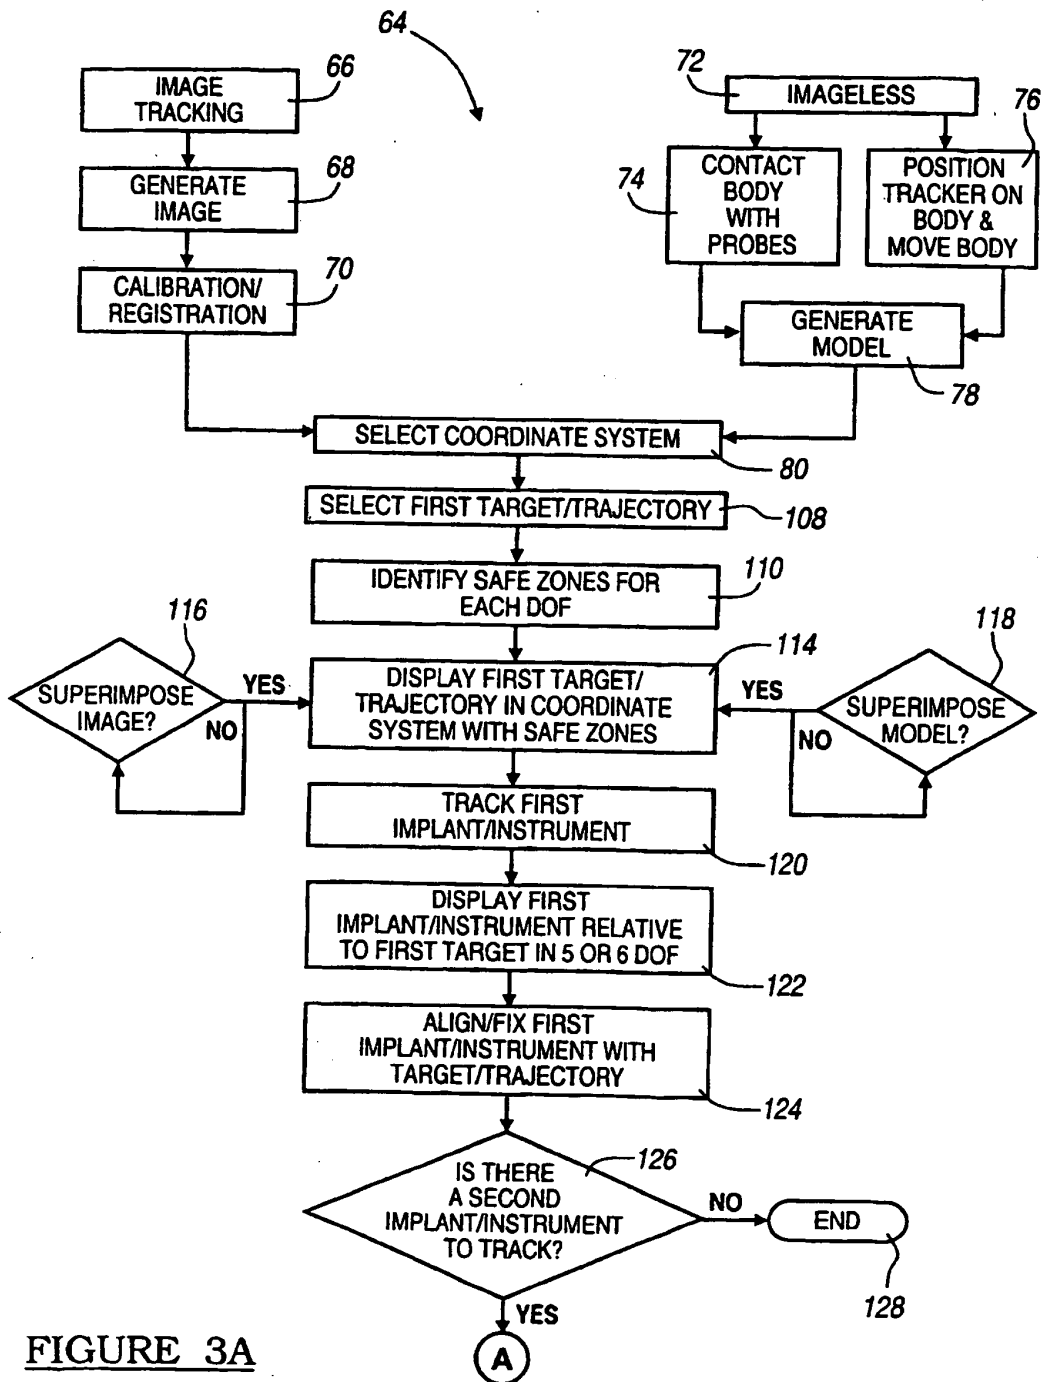 64
66
IMAGE
TRACKING
68
GENERATE
IMAGE
70
CALIBRATION/
REGISTRATION
72
IMAGELESS
76
74
CONTACT
BODY
WITH
PROBES
POSITION
TRACKER ON
BODY &
MOVE BODY
GENERATE
MODEL
78
SELECT COORDINATE SYSTEM
80
SELECT FIRST TARGET/TRAJECTORY
108
IDENTIFY SAFE ZONES FOR
EACH DOF
110
116
SUPERIMPOSE
IMAGE?
YES
NO
114
DISPLAY FIRST TARGET/
TRAJECTORY IN COORDINATE
SYSTEM WITH SAFE ZONES
118
YES
NO
SUPERIMPOSE
MODEL?
TRACK FIRST
IMPLANT/INSTRUMENT
120
DISPLAY FIRST
IMPLANT/INSTRUMENT RELATIVE
TO FIRST TARGET IN 5 OR 6 DOF
122
ALIGN/FIX FIRST
IMPLANT/INSTRUMENT WITH
TARGET/TRAJECTORY
124
126
IS THERE
A SECOND
IMPLANT/INSTRUMENT
TO TRACK?
NO
END
128
YES
A
FIGURE 3A